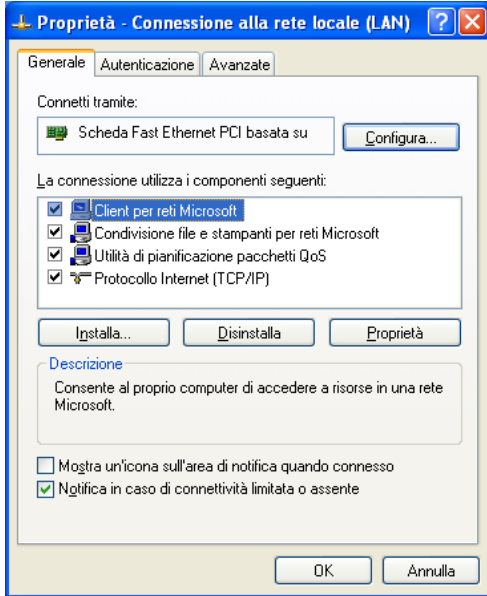 Proprietà - Connessione alla rete locale (LAN)
Generale Autenticazione Avanzate
Connetti tramite:
Scheda Fast Ethernet PCI basata su
Configura...
La connessione utilizza i componenti seguenti:
Client per reti Microsoft
Condivisione file e stampanti per reti Microsoft
Utilità di pianificazione pacchetti QoS
Protocollo Internet (TCP/IP)
Installa... Disinstalla Proprietà
Descrizione
Consente al proprio computer di accedere a risorse in una rete
Microsoft.
Mostra un'icona sull'area di notifica quando connesso
Notifica in caso di connettività limitata o assente
OK Annulla